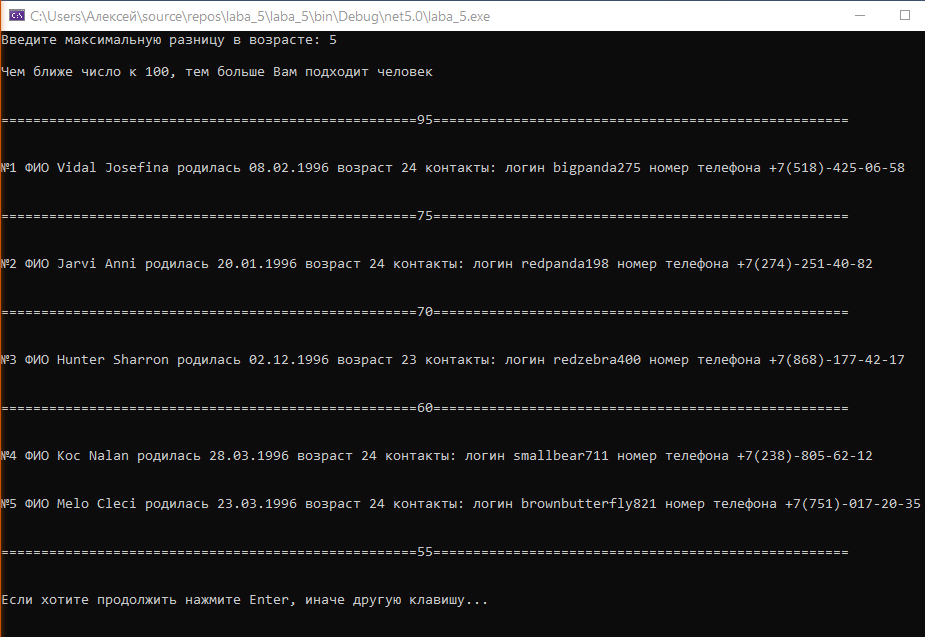 C:\Users\Алексей\source\repos\laba_5\laba_5\bin\Debug\net5.0\laba_5.exe
Введите максимальную разницу в возрасте: 5
Чем ближе число к 100, тем больше Вам подходит человек
====================================================95====================================================
№1 ФИО Vidal Josefina родилась 08.02.1996 возраст 24 контакты: логин bigpanda275 номер телефона +7(518)-425-06-58
====================================================75====================================================
№2 ФИО Jarvi Anni родилась 20.01.1996 возраст 24 контакты: логин redpanda198 номер телефона +7(274)-251-40-82
====================================================70====================================================
№3 ФИО Hunter Sharron родилась 02.12.1996 возраст 23 контакты: логин redzebra400 номер телефона +7(868)-177-42-17
====================================================60====================================================
№4 ФИО Koc Nalan родилась 28.03.1996 возраст 24 контакты: логин smallbear711 номер телефона +7(238)-805-62-12
№5 ФИО Melo Cleci родилась 23.03.1996 возраст 24 контакты: логин brownbutterfly821 номер телефона +7(751)-017-20-35
====================================================55====================================================
Если хотите продолжить нажмите Enter, иначе другую клавишу...